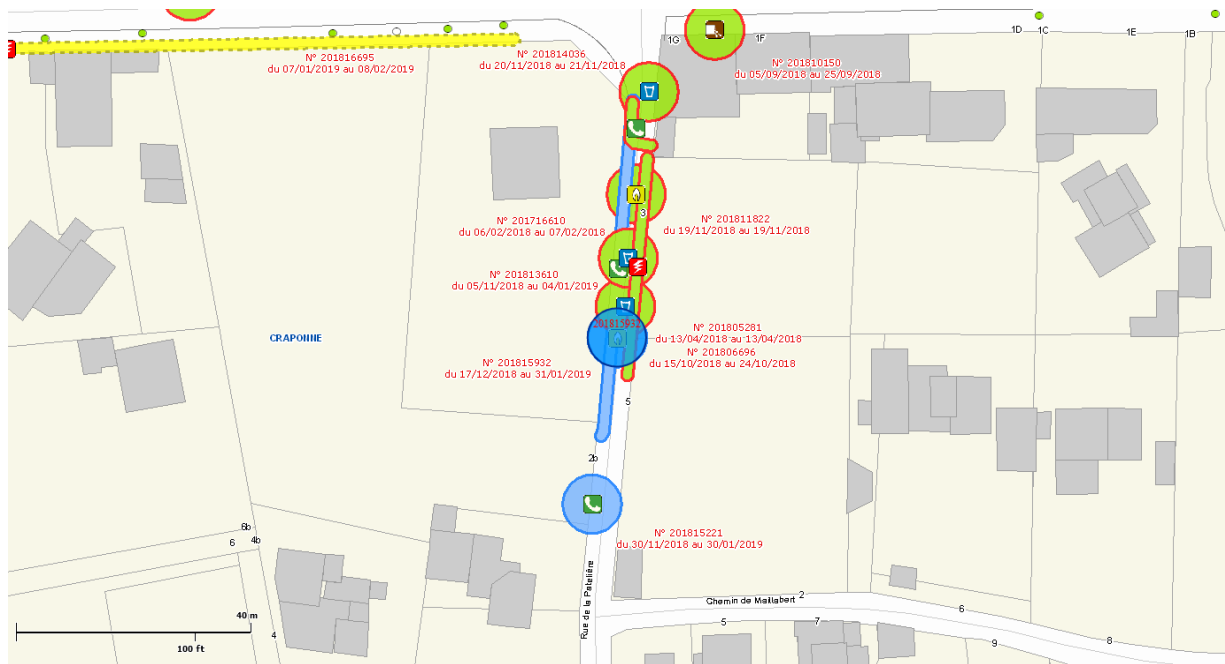 1G
1F
1D
1C
1E
1B
N° 201816695
du 07/01/2019 au 08/02/2019
N° 201814036
du 20/11/2018 au 21/11/2018
N° 201810150
du 05/09/2018 au 25/09/2018
3
N° 201716610
du 06/02/2018 au 07/02/2018
N° 201811822
du 19/11/2018 au 19/11/2018
N° 201813610
du 05/11/2018 au 04/01/2019
201815932
CRAPONNE
N° 201805281
du 13/04/2018 au 13/04/2018
N° 201806696
du 15/10/2018 au 24/10/2018
N° 201815932
du 17/12/2018 au 31/01/2019
5
2b
N° 201815221
du 30/11/2018 au 30/01/2019
6b
6
4b
Rue de la Patelière
Chemin de Maillabert
2
6
40 m
4
5
7
8
9
100 ft